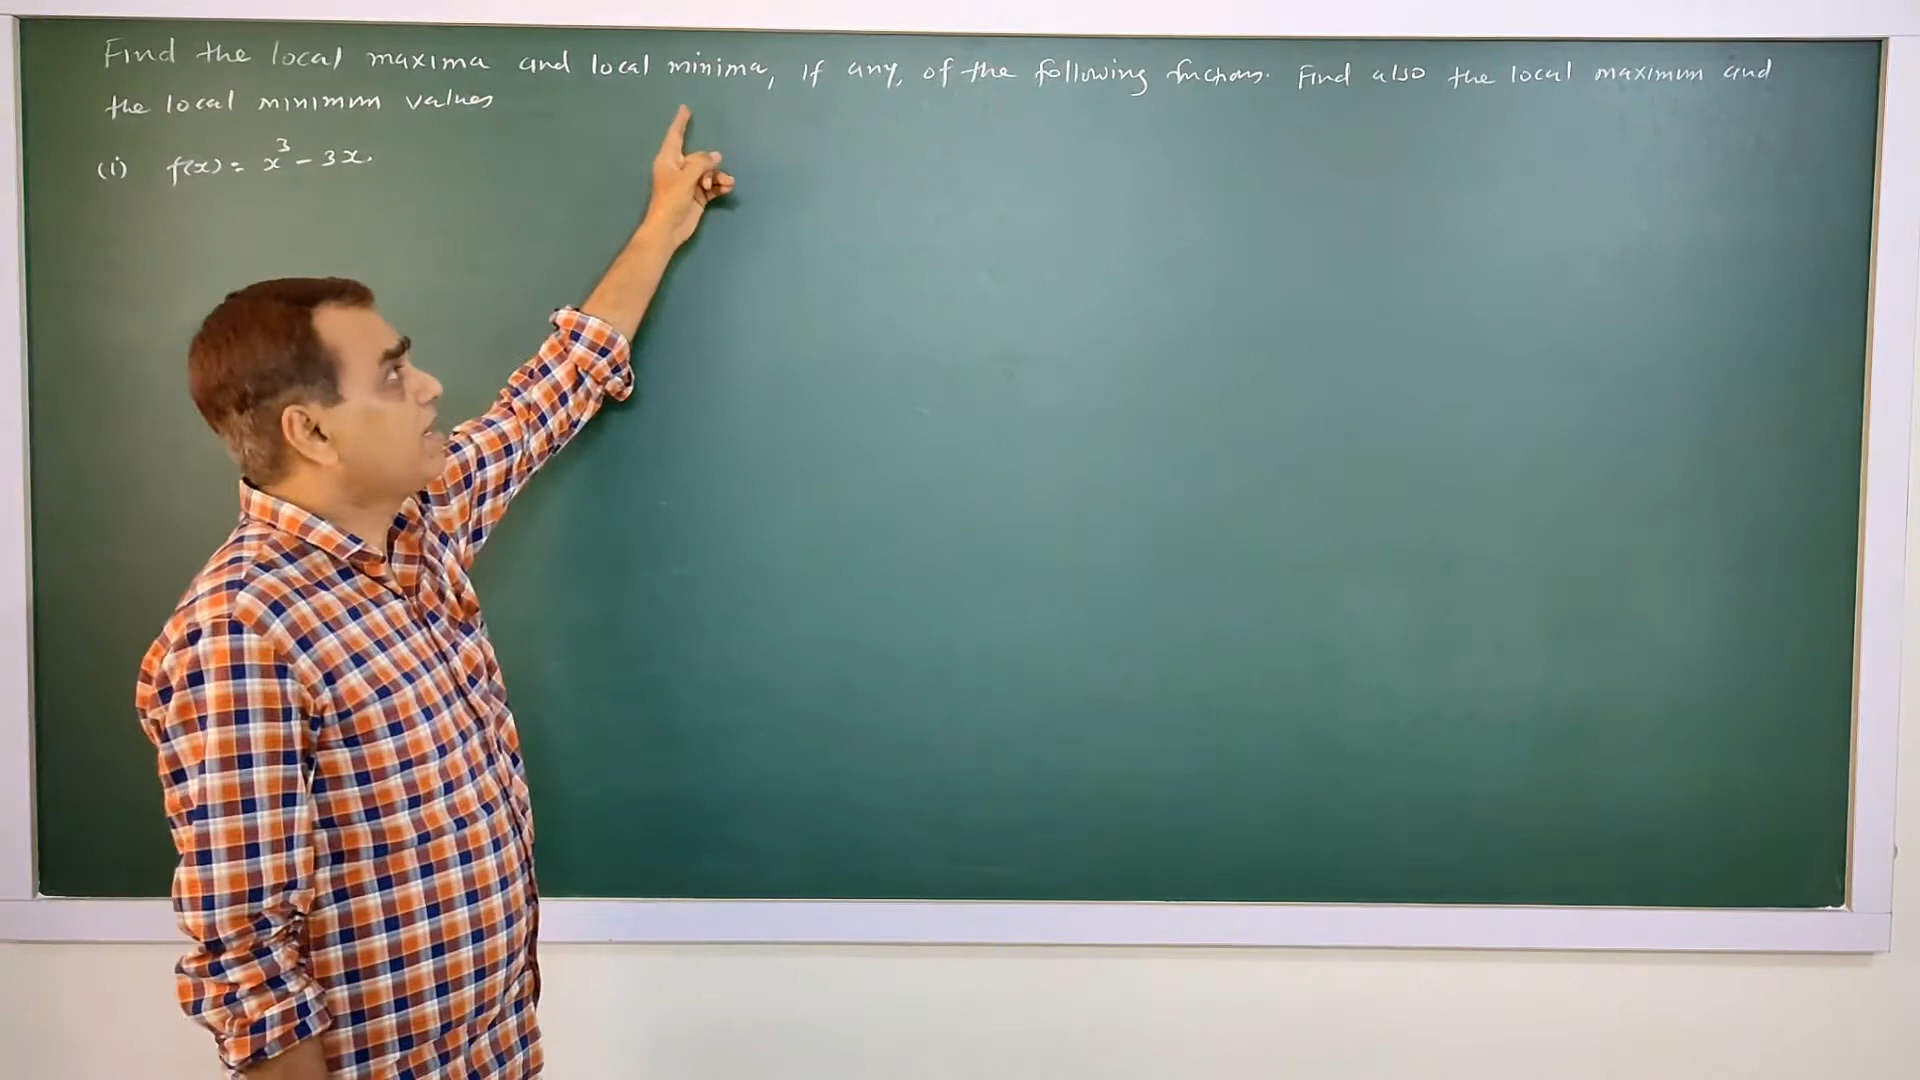 Find the local maxima and local minima, if any, of the following functions. Find also the local maximum and
the local minimum values
(i) f(x) = x³ - 3x.